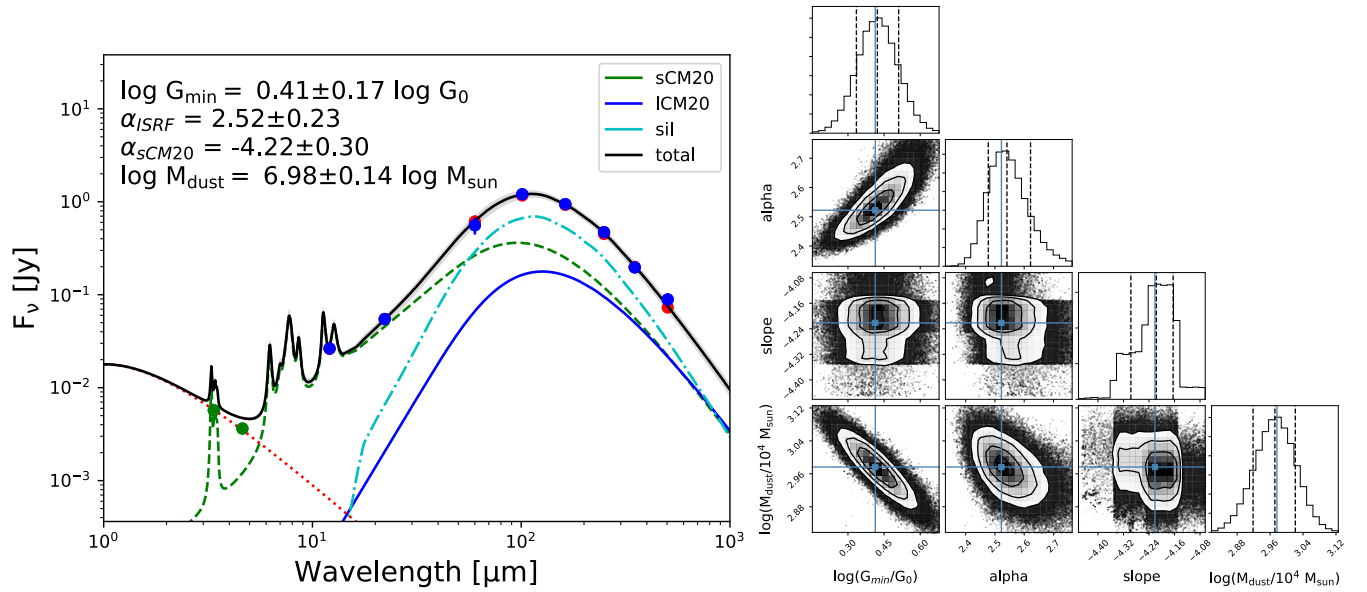 log G_min = 0.41±0.17 log G_0
α_ISRF = 2.52±0.23
α_sCM20 = -4.22±0.30
log M_dust = 6.98±0.14 log M_sun
sCM20
lCM20
sil
total
F_ν [Jy]
10^1
10^0
10^-1
10^-2
10^-3
10^0 10^1 10^2 10^3
Wavelength [μm]
alpha
2.7
2.6
2.5
2.4
slope
-4.08
-4.16
-4.24
-4.32
-4.40
log(M_dust/10^4 M_sun)
3.12
3.04
2.96
2.88
0.30 0.45 0.60
log(G_min/G_0)
2.4 2.5 2.6 2.7
alpha
-4.40 -4.32 -4.24 -4.16 -4.08
slope
2.88 2.96 3.04 3.12
log(M_dust/10^4 M_sun)